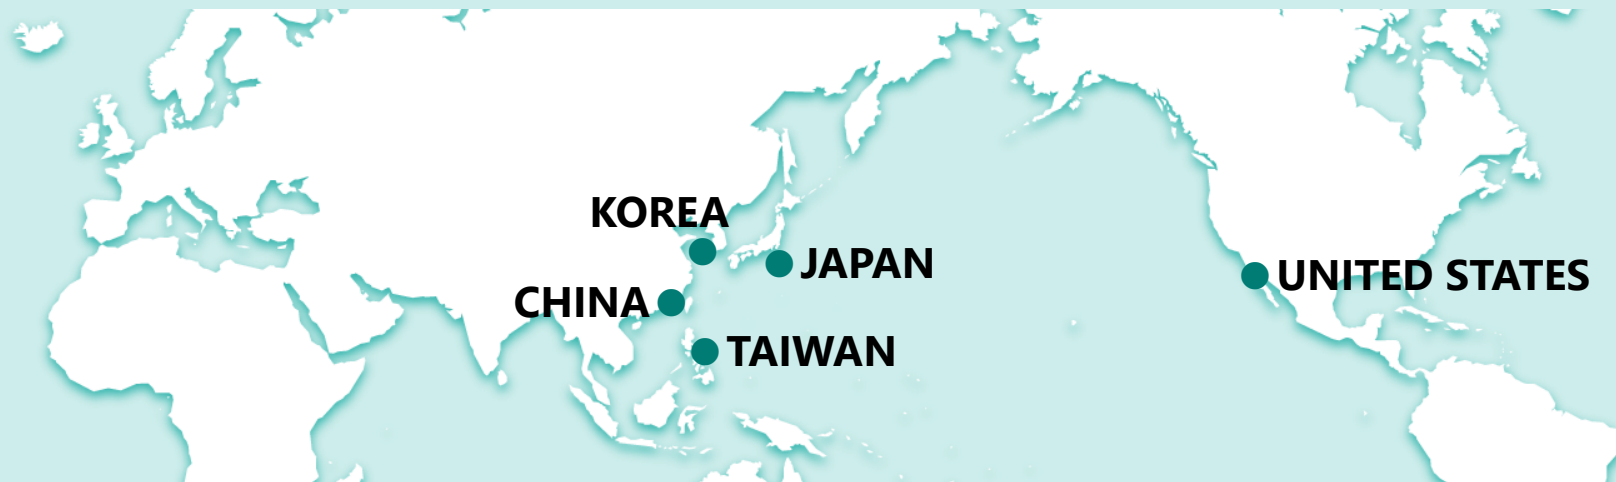 KOREA
JAPAN
UNITED STATES
CHINA
TAIWAN